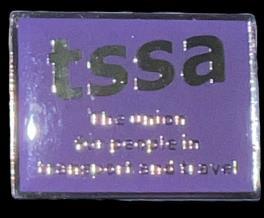 tssa
the union
for people in
transport and travel